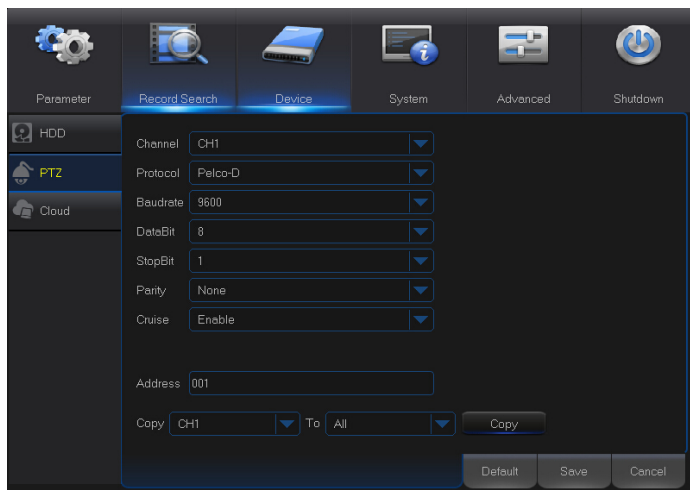 Parameter Record Search Device System Advanced Shutdown
HDD
PTZ
Cloud
Channel CH1
Protocol Pelco-D
Baudrate 9600
DataBit 8
StopBit 1
Parity None
Cruise Enable
Address 001
Copy CH1 To All Copy
Default Save Cancel